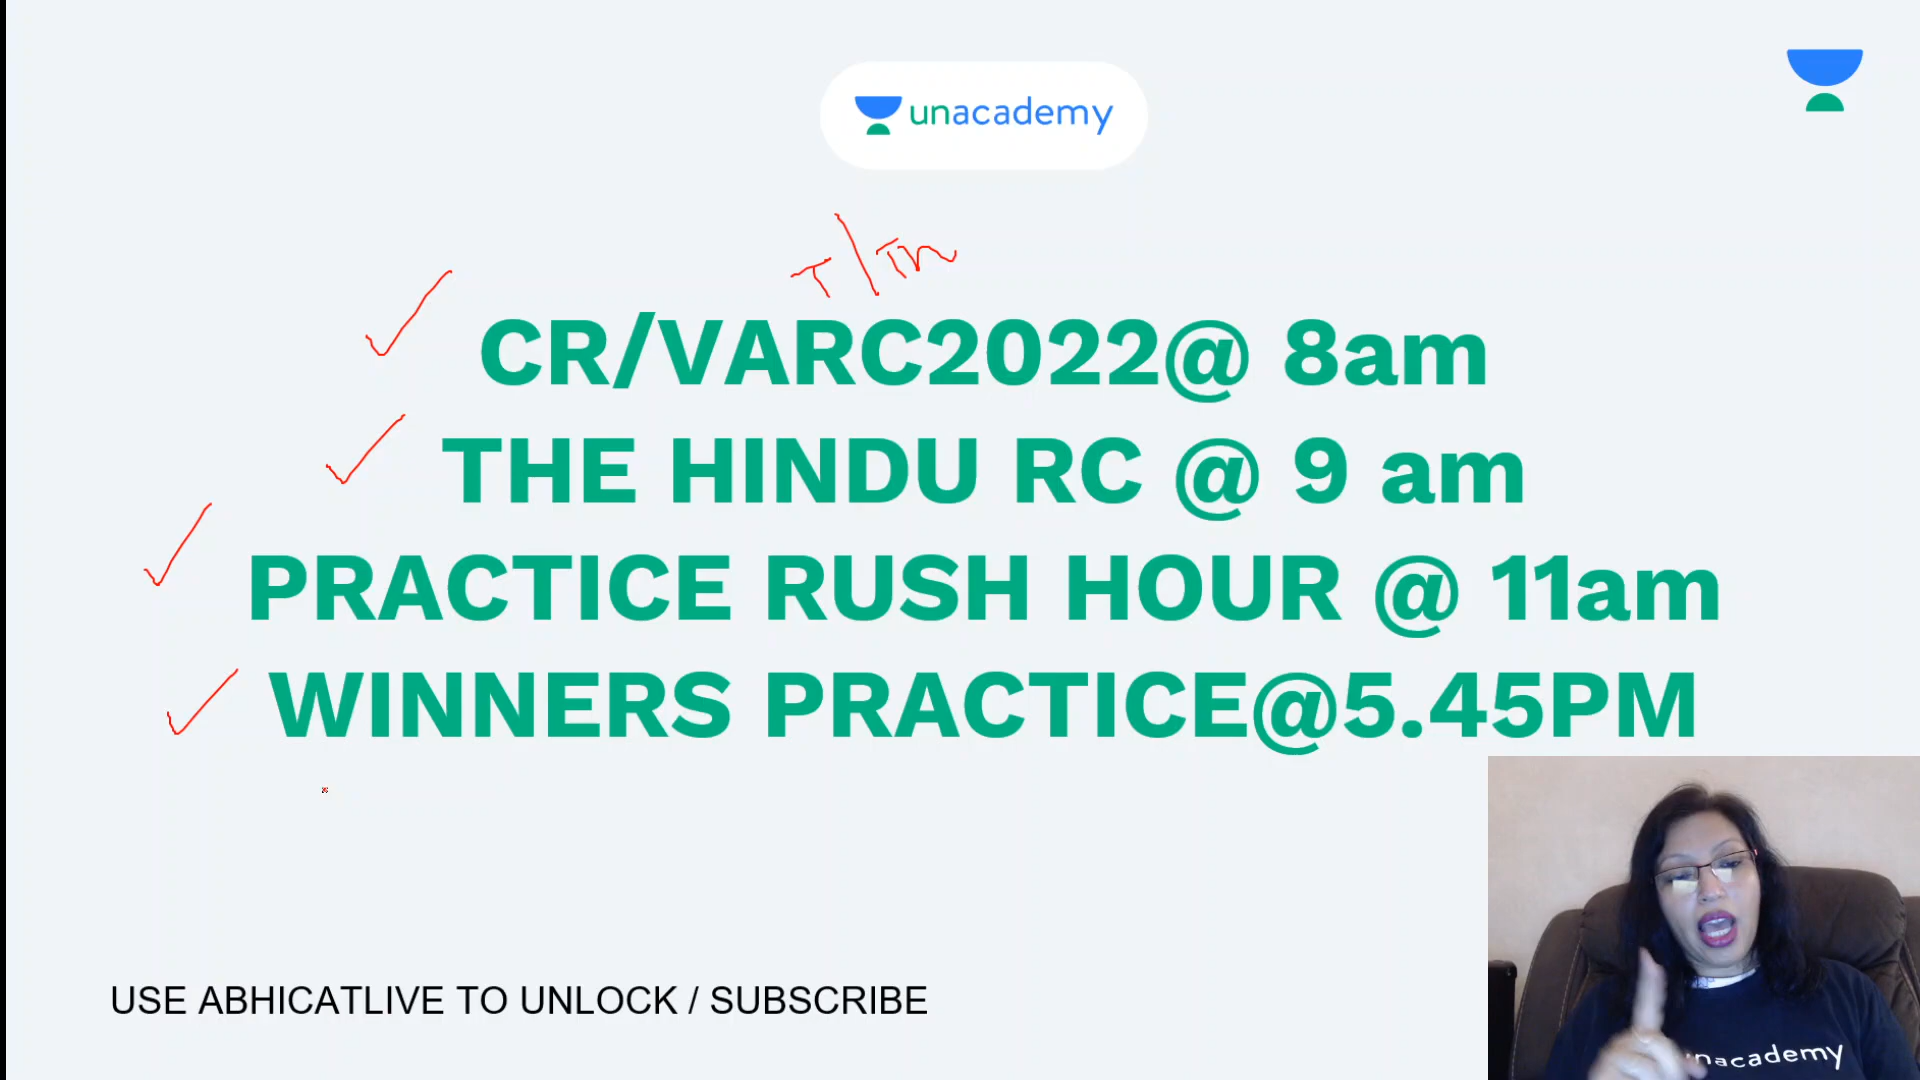 unacademy
T/Th
CR/VARC2022@ 8am
THE HINDU RC @ 9 am
PRACTICE RUSH HOUR @ 11am
WINNERS PRACTICE@5.45PM
USE ABHICATLIVE TO UNLOCK / SUBSCRIBE
unacademy